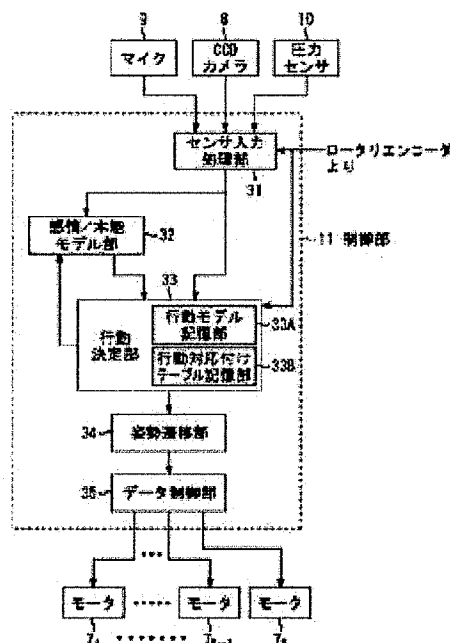 9
8
10
マイク
CCD
カメラ
圧力
センサ
センサ入力
処理部
31
ロータリエンコーダ
より
感情/本能
モデル部
32
11 制御部
33
行動
決定部
行動モデル
記憶部
33A
行動対応付け
テーブル記憶部
33B
34
姿勢遷移部
35
データ制御部
モータ
モータ
モータ
7₁
7ₙ₋₁
7ₙ